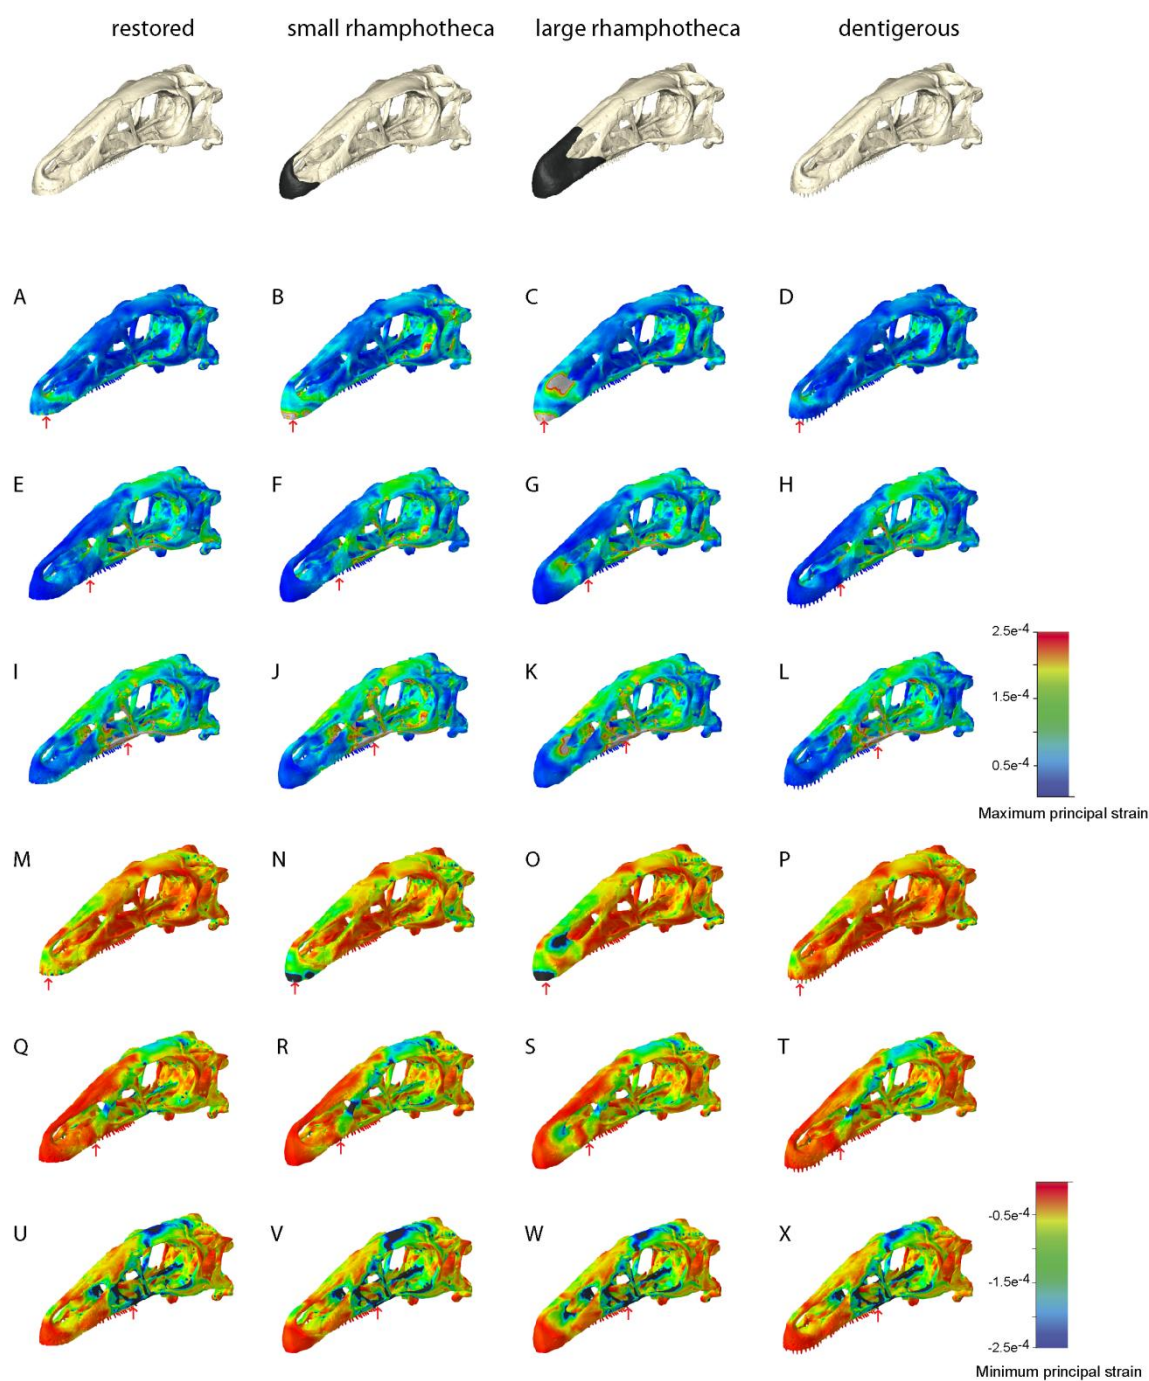 restored small rhamphotheca large rhamphotheca dentigerous
A B C D
E F G H
2.5e-4
I J K L
1.5e-4
0.5e-4
Maximum principal strain
M N O P
Q R S T
-0.5e-4
U V W X
-1.5e-4
-2.5e-4
Minimum principal strain